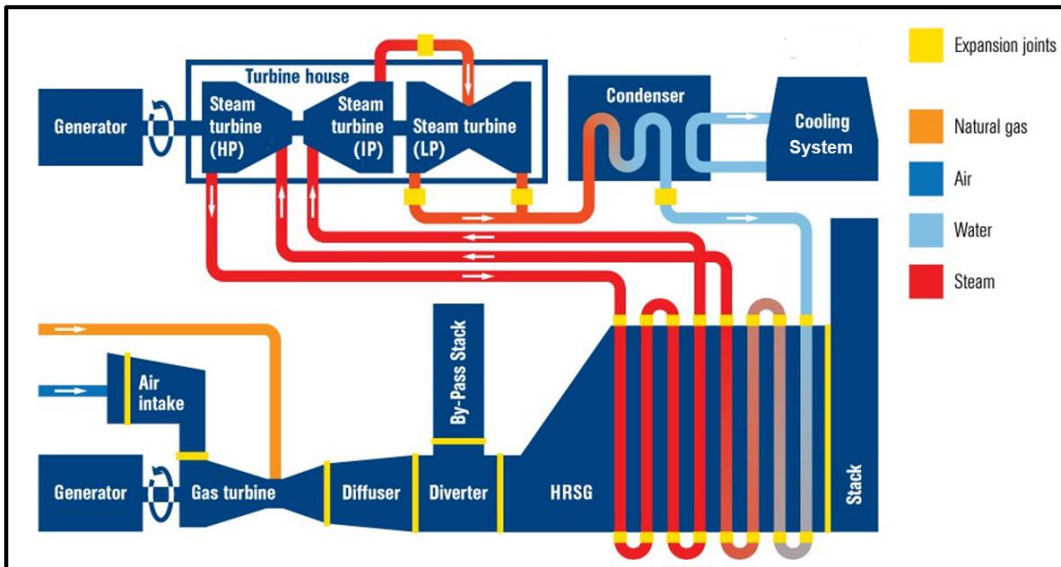 Turbine house
Generator
Steam
turbine
(HP)
Steam
turbine
(IP)
Steam turbine
(LP)
Condenser
Cooling
System
Expansion joints
Natural gas
Air
Water
Steam
Air
intake
By-Pass Stack
Generator
Gas turbine
Diffuser
Diverter
HRSG
Stack